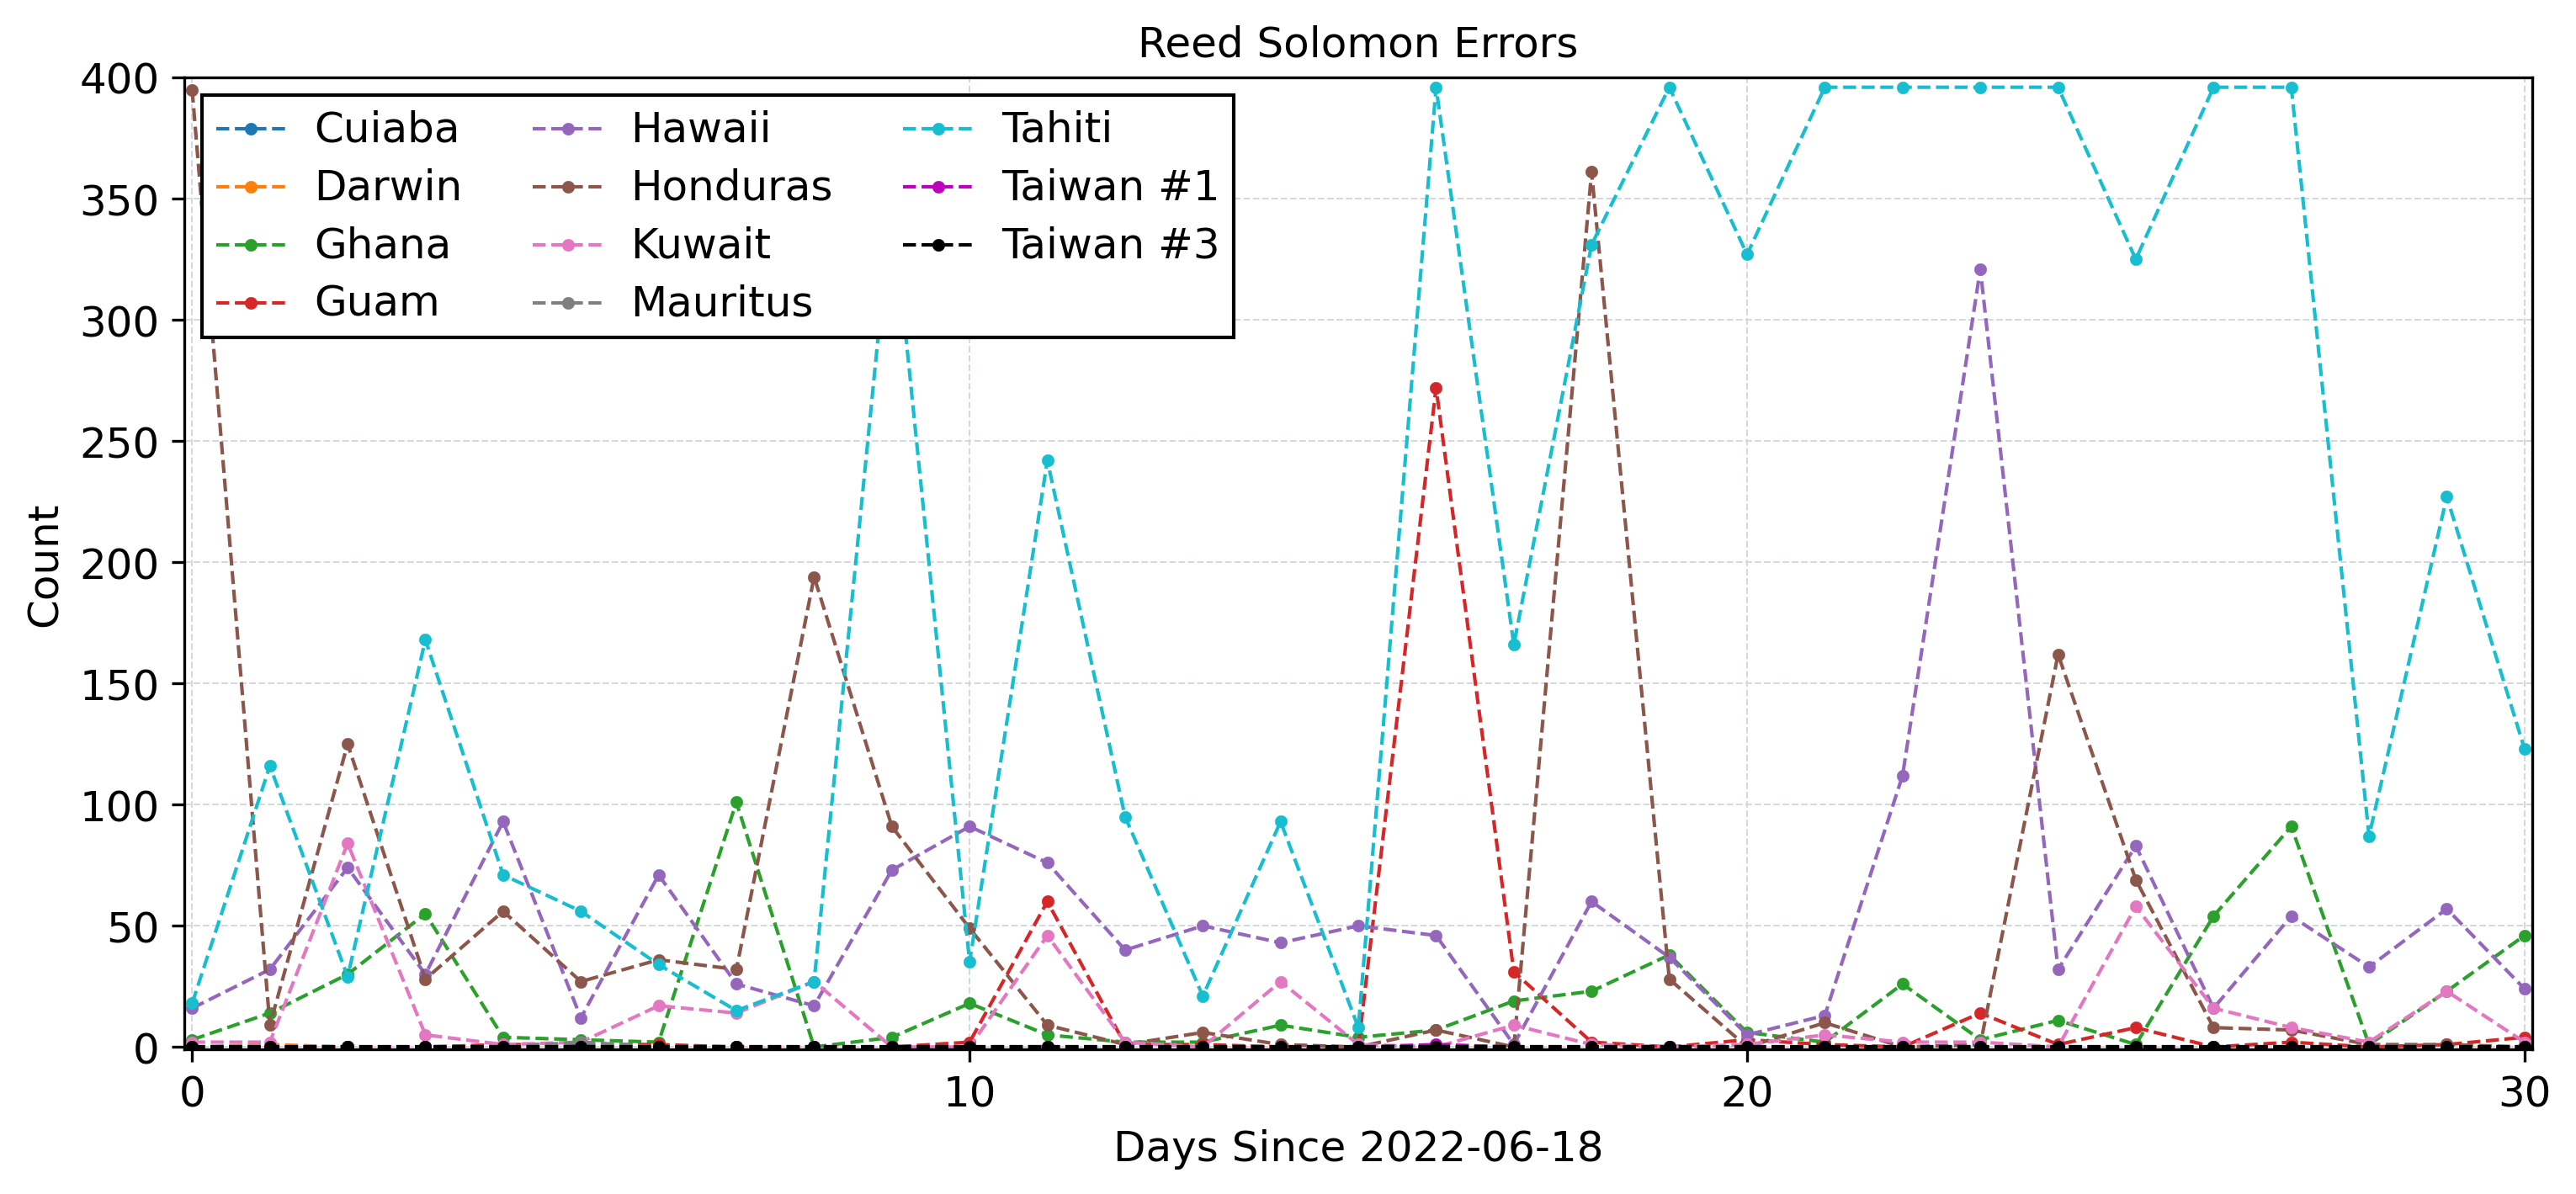 Reed Solomon Errors
400
350
300
250
200
150
100
50
0
Count
Cuiaba
Darwin
Ghana
Guam
Hawaii
Honduras
Kuwait
Mauritus
Tahiti
Taiwan #1
Taiwan #3
0 10 20 30
Days Since 2022-06-18